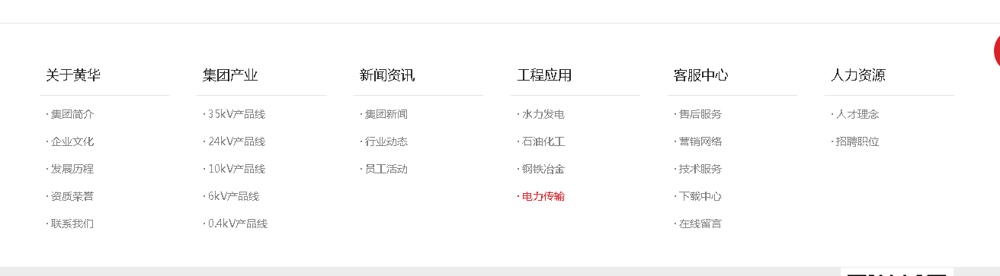 关于黄华
· 集团简介
· 企业文化
· 发展历程
· 资质荣誉
· 联系我们
集团产业
· 35kV产品线
· 24kV产品线
· 10kV产品线
· 6kV产品线
· 0.4kV产品线
新闻资讯
· 集团新闻
· 行业动态
· 员工活动
工程应用
· 水力发电
· 石油化工
· 钢铁冶金
· 电力传输
客服中心
· 售后服务
· 营销网络
· 技术服务
· 下载中心
· 在线留言
人力资源
· 人才理念
· 招聘职位